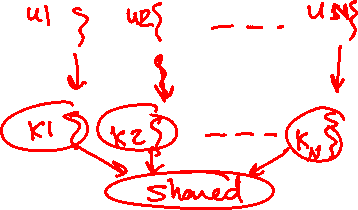 U1 U2 --- UN
K1 K2 --- KN
Shared